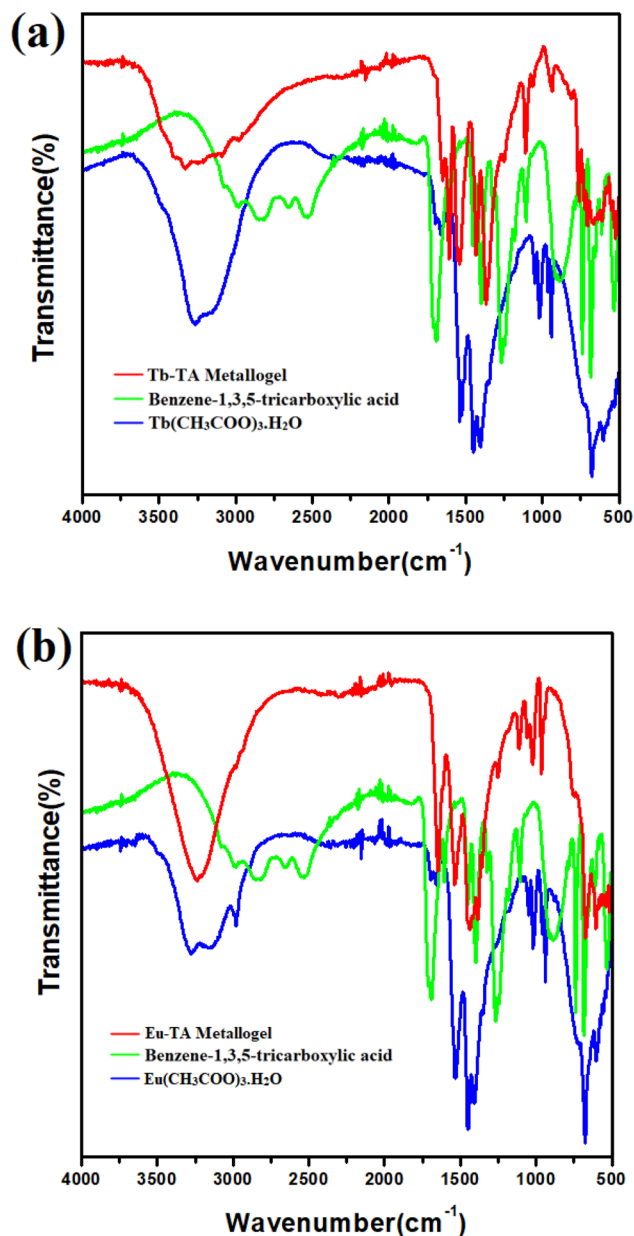 (a)
Transmittance(%)
Tb-TA Metallogel
Benzene-1,3,5-tricarboxylic acid
Tb(CH3COO)3.H2O
4000 3500 3000 2500 2000 1500 1000 500
Wavenumber(cm-1)
(b)
Transmittance(%)
Eu-TA Metallogel
Benzene-1,3,5-tricarboxylic acid
Eu(CH3COO)3.H2O
4000 3500 3000 2500 2000 1500 1000 500
Wavenumber(cm-1)